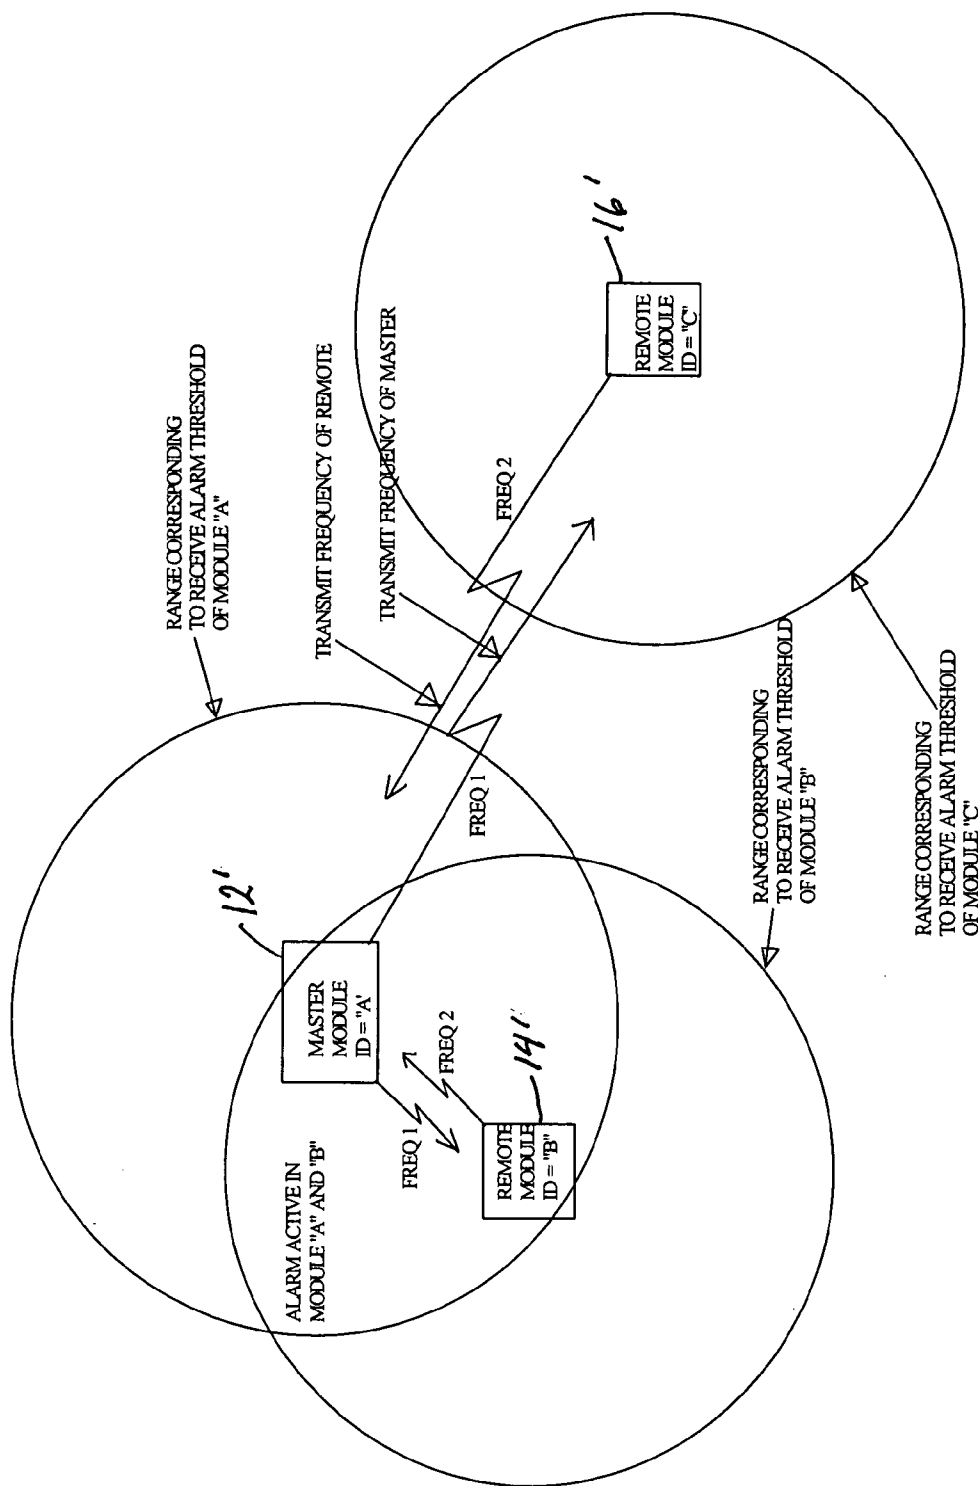 ALARM ACTIVE IN
MODULE "A" AND "B"
MASTER
MODULE
ID = "A'
12'
FREQ 1
FREQ 2
REMOTE
MODULE
ID = "B"
14'
RANGE CORRESPONDING
TO RECEIVE ALARM THRESHOLD
OF MODULE "A"
TRANSMIT FREQUENCY OF REMOTE
TRANSMIT FREQUENCY OF MASTER
FREQ 1
FREQ 2
REMOTE
MODULE
ID = "C"
16'
RANGE CORRESPONDING
TO RECEIVE ALARM THRESHOLD
OF MODULE "B"
RANGE CORRESPONDING
TO RECEIVE ALARM THRESHOLD
OF MODULE "C"